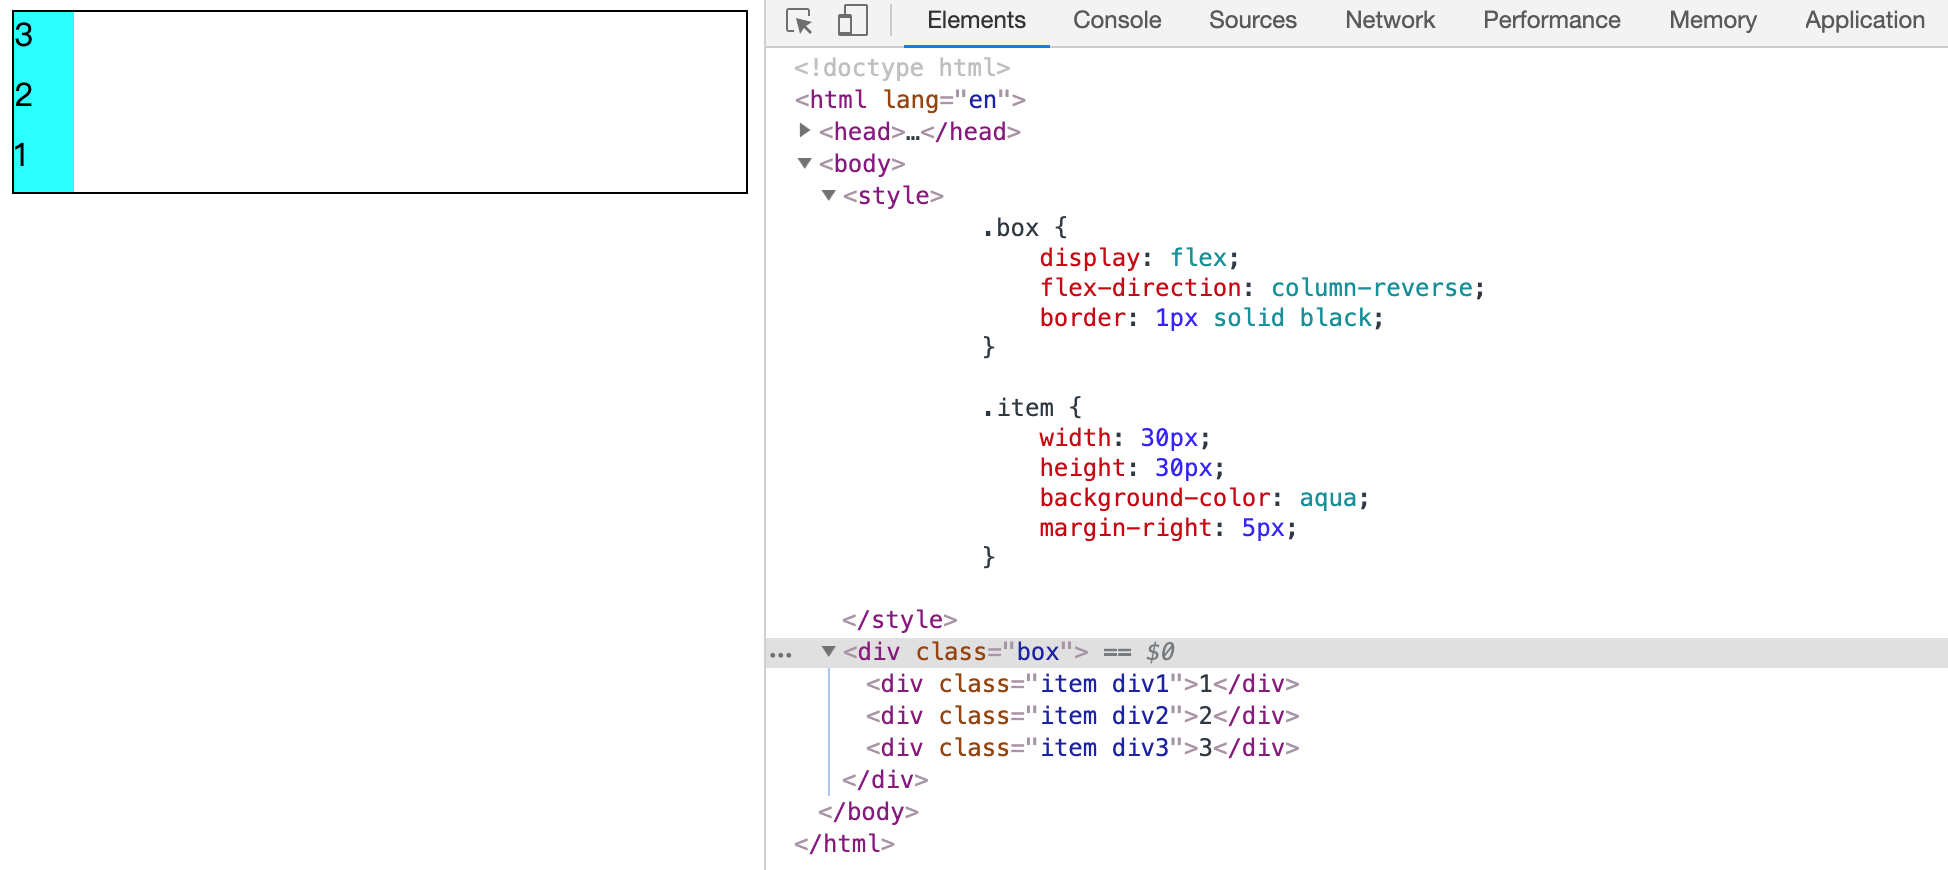 3
2
1
Elements Console Sources Network Performance Memory Application
<!doctype html>
<html lang="en">
<head>…</head>
<body>
<style>
.box {
display: flex;
flex-direction: column-reverse;
border: 1px solid black;
}
.item {
width: 30px;
height: 30px;
background-color: aqua;
margin-right: 5px;
}
</style>
… <div class="box"> == $0
<div class="item div1">1</div>
<div class="item div2">2</div>
<div class="item div3">3</div>
</div>
</body>
</html>